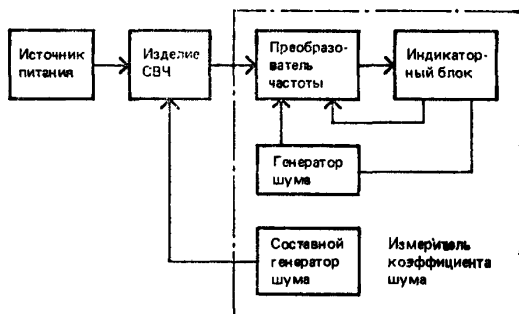 Источник
питания
Изделие
СВЧ
Преобразо-
ватель
частоты
Индикатор-
ный блок
Генератор
шума
Составной
генератор
шума
Измеритель
коэффициента
шума